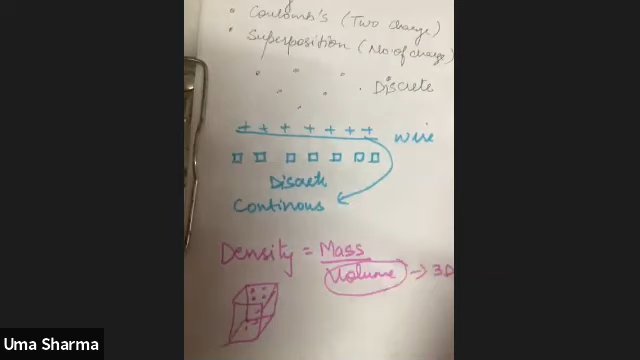 • Coulomb's (Two charge)
• Superposition (No of charge)
Discrete
+ + + + + + +
wire
Discrete
Continous
Density = Mass
Volume → 3D
Uma Sharma